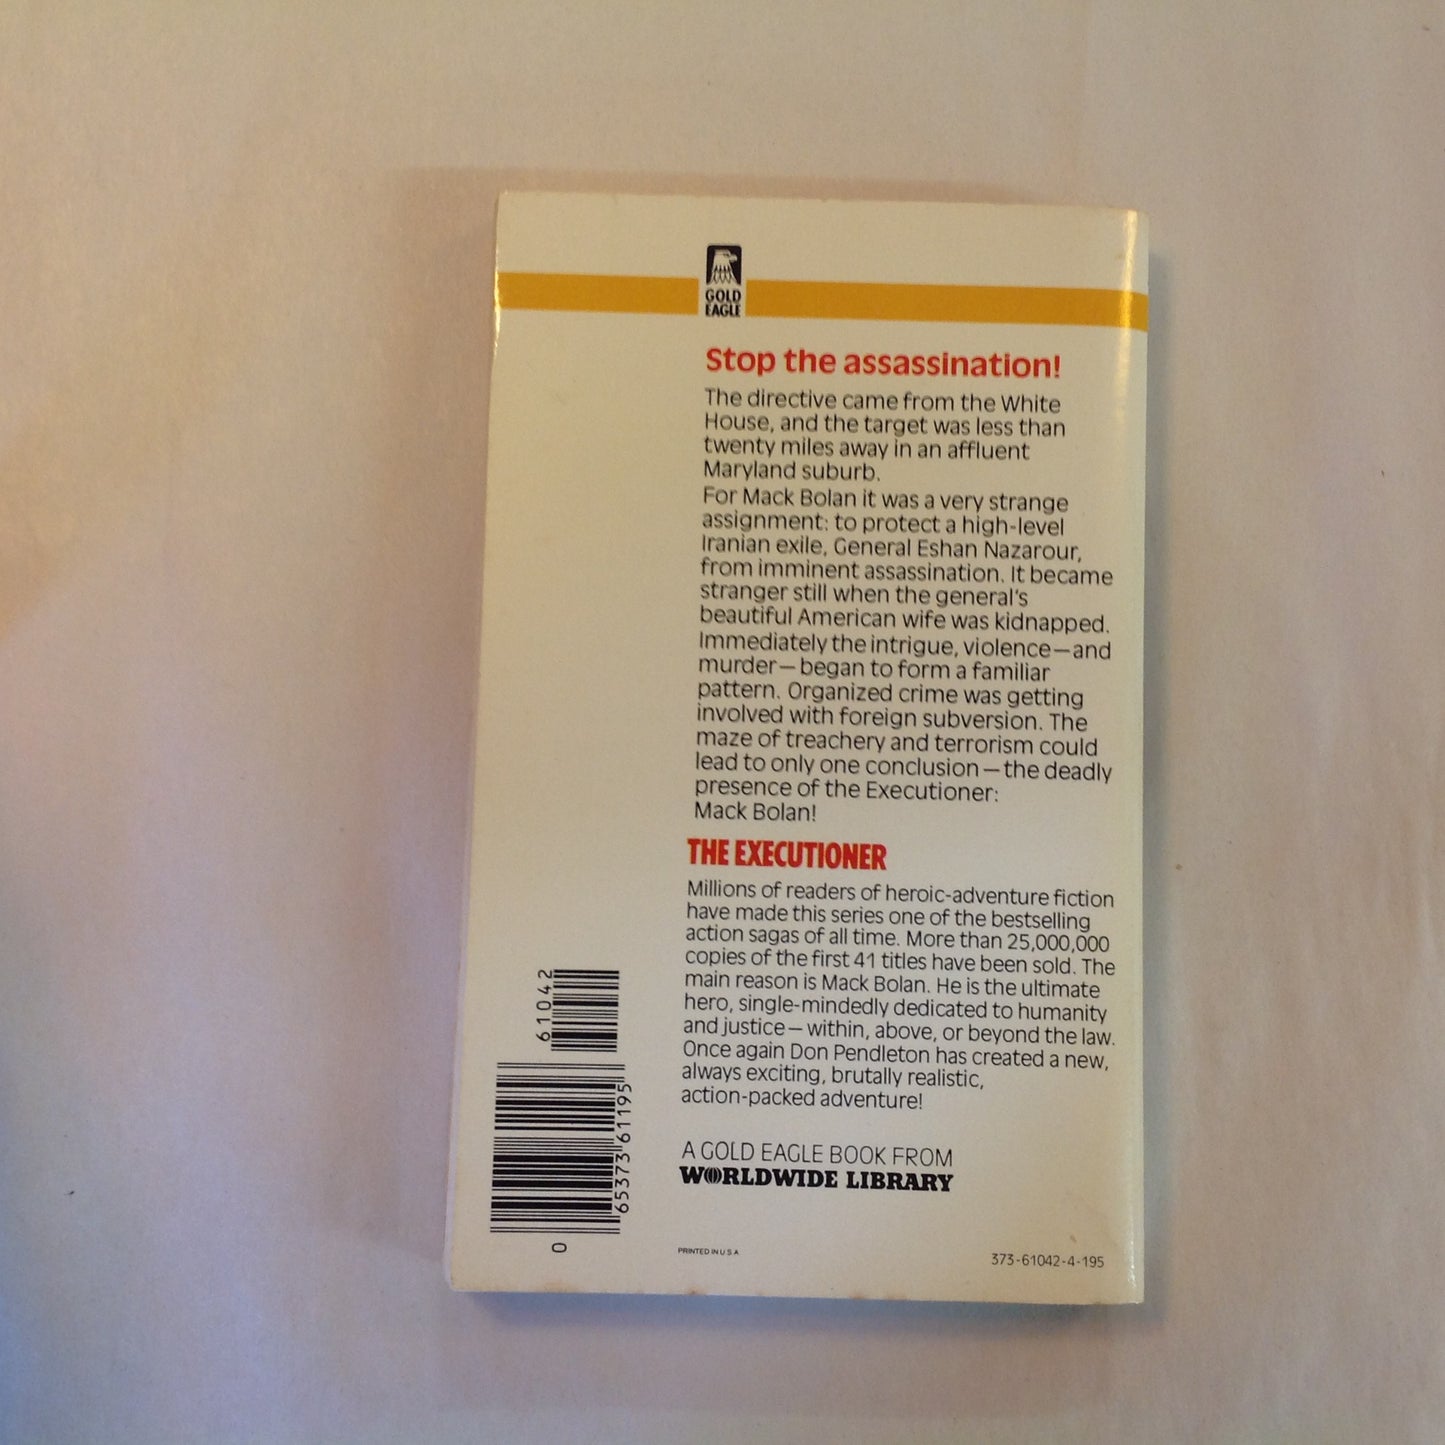 GOLD
EAGLE
Stop the assassination!
The directive came from the White
House, and the target was less than
twenty miles away in an affluent
Maryland suburb.
For Mack Bolan it was a very strange
assignment: to protect a high-level
Iranian exile, General Eshan Nazarour,
from imminent assassination. It became
stranger still when the general's
beautiful American wife was kidnapped.
Immediately the intrigue, violence—and
murder—began to form a familiar
pattern. Organized crime was getting
involved with foreign subversion. The
maze of treachery and terrorism could
lead to only one conclusion—the deadly
presence of the Executioner:
Mack Bolan!
THE EXECUTIONER
Millions of readers of heroic-adventure fiction
have made this series one of the bestselling
action sagas of all time. More than 25,000,000
copies of the first 41 titles have been sold. The
main reason is Mack Bolan. He is the ultimate
hero, single-mindedly dedicated to humanity
and justice—within, above, or beyond the law.
Once again Don Pendleton has created a new,
always exciting, brutally realistic,
action-packed adventure!
A GOLD EAGLE BOOK FROM
WORLDWIDE LIBRARY
PRINTED IN U.S.A
373-61042-4-195
61042
0 65373 61195